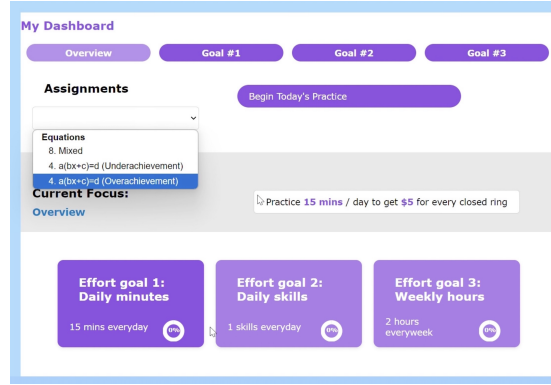 My Dashboard
Overview
Goal #1
Goal #2
Goal #3
Assignments
Begin Today's Practice
Equations
8. Mixed
4. a(bx+c)=d (Underachievement)
4. a(bx+c)=d (Overachievement)
Current Focus:
Overview
Practice 15 mins / day to get $5 for every closed ring
Effort goal 1:
Daily minutes
15 mins everyday
0%
Effort goal 2:
Daily skills
1 skills everyday
0%
Effort goal 3:
Weekly hours
2 hours
everyweek
0%